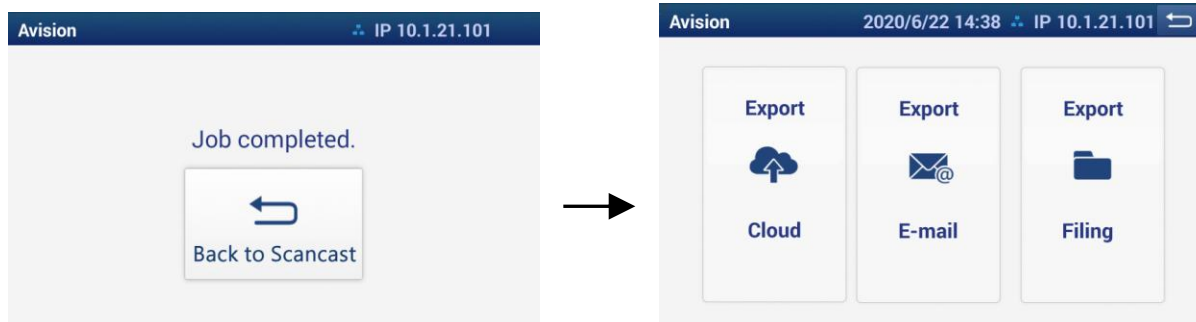 Avision IP 10.1.21.101
Job completed.
Back to Scancast
Avision 2020/6/22 14:38 IP 10.1.21.101
Export Export Export
@
Cloud E-mail Filing